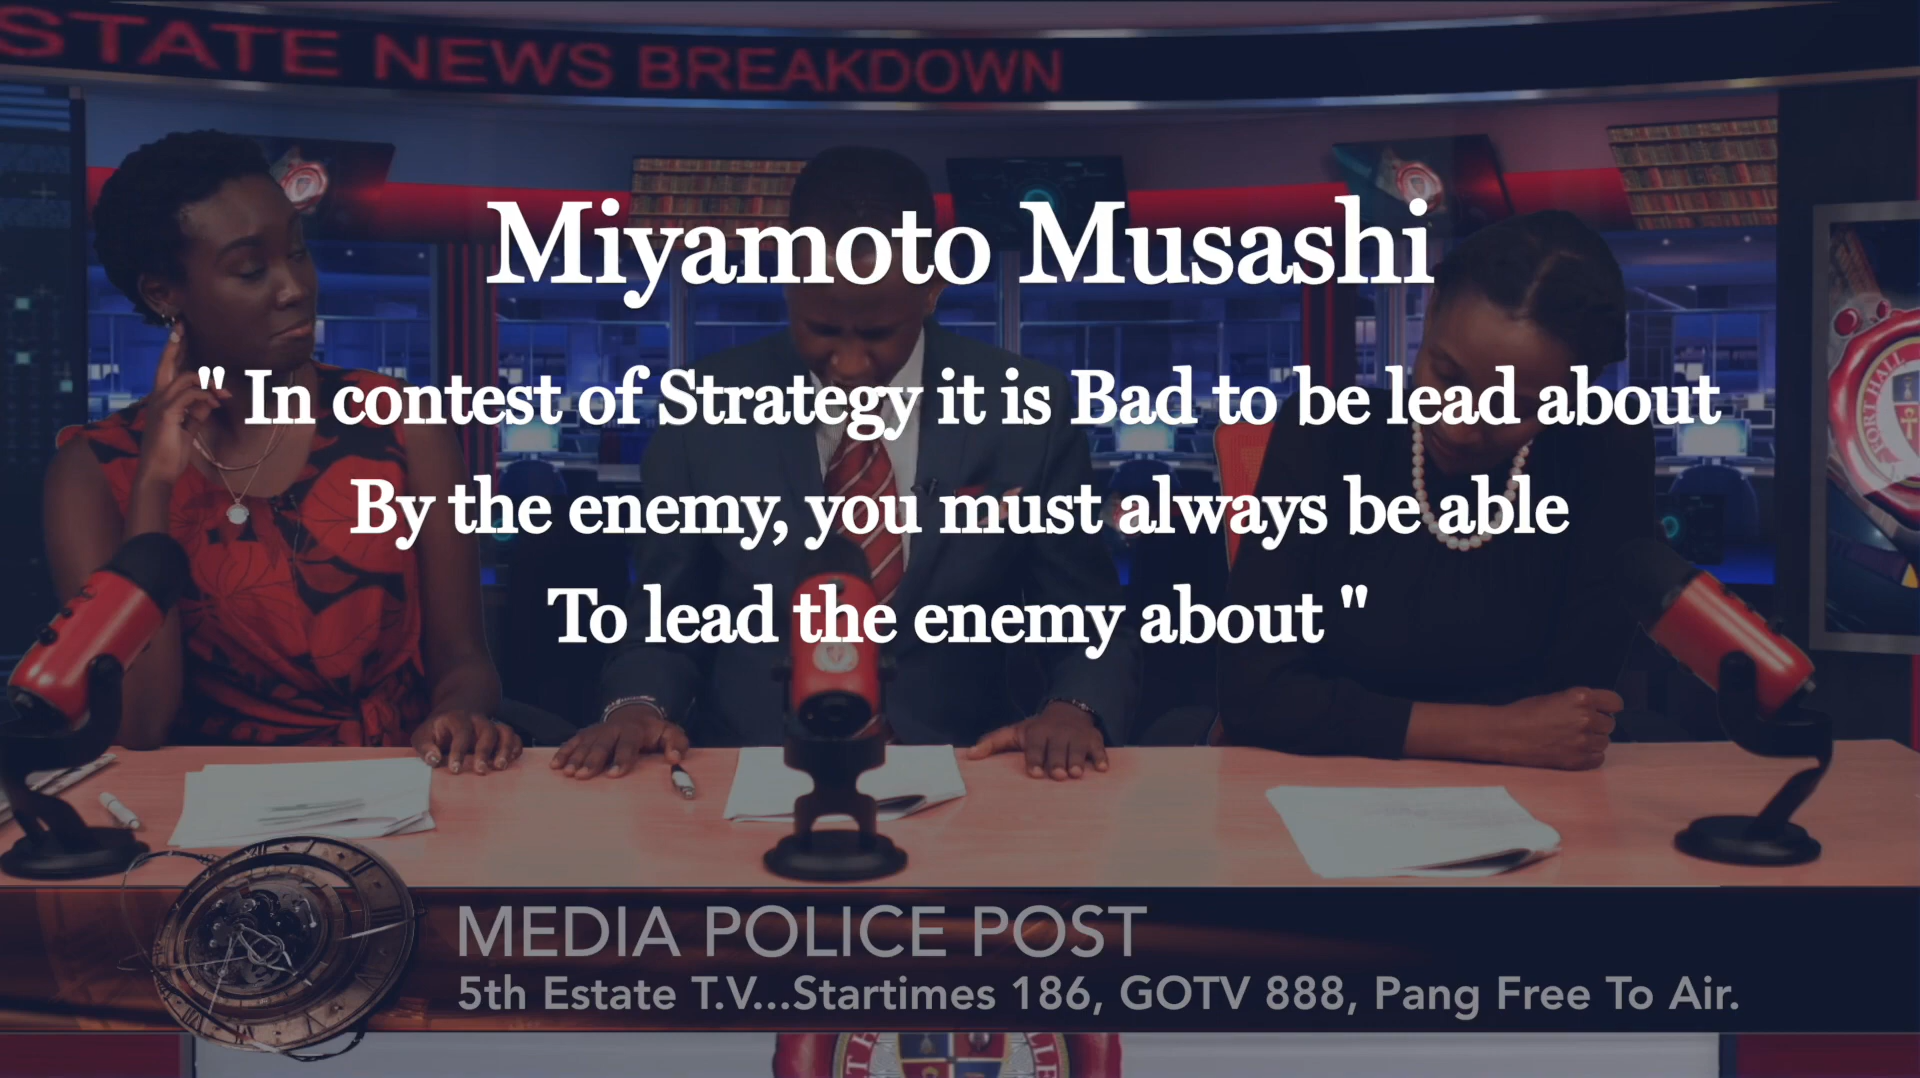 STATE NEWS BREAKDOWN
Miyamoto Musashi
" In contest of Strategy it is Bad to be lead about
By the enemy, you must always be able
To lead the enemy about "
ORT HALL
MEDIA POLICE POST
5th Estate T.V...Startimes 186, GOTV 888, Pang Free To Air.